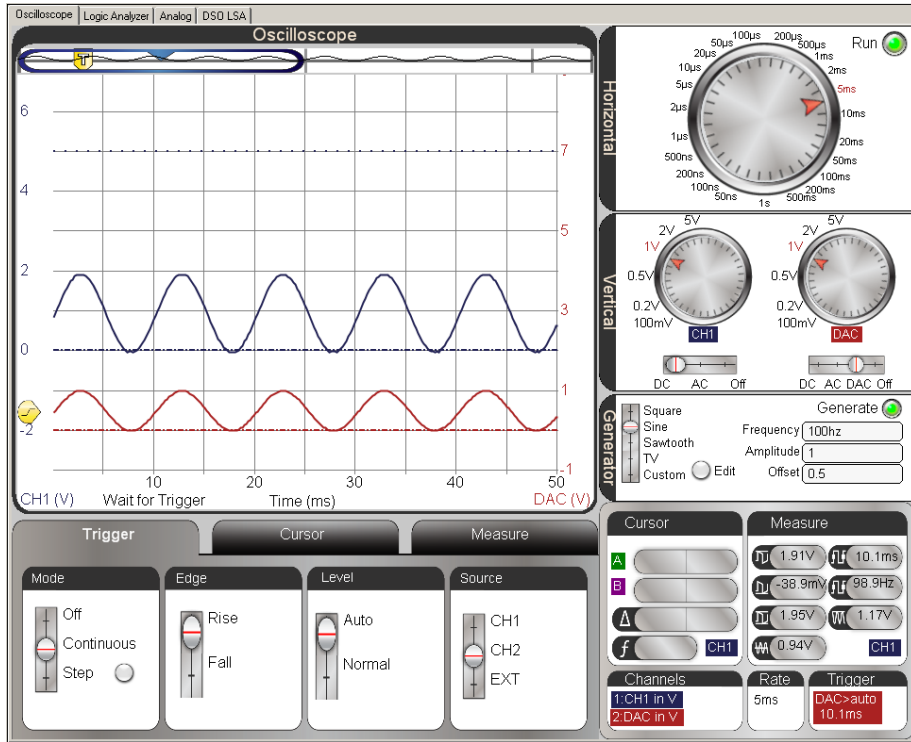 Oscilloscope Logic Analyzer Analog DSO LSA
Oscilloscope
T
6
4
2
0
-2
7
5
3
1
-1
10 20 30 40 50
CH1 (V) Wait for Trigger Time (ms) DAC (V)
Horizontal
Run
50ns
100ns
200ns
500ns
1µs
2µs
5µs
10µs
20µs
50µs
100µs
200µs
500µs
1ms
2ms
5ms
10ms
20ms
50ms
100ms
200ms
500ms
1s
Vertical
5V
2V
1V
0.5V
0.2V
100mV
CH1
DC AC Off
5V
2V
1V
0.5V
0.2V
100mV
DAC
DC AC DAC Off
Generator
Square
Sine
Sawtooth
TV
Custom
Edit
Generate
Frequency 100hz
Amplitude 1
Offset 0.5
Trigger Cursor Measure
Mode
Off
Continuous
Step
Edge
Rise
Fall
Level
Auto
Normal
Source
CH1
CH2
EXT
Cursor
A
B
Δ
f CH1
Measure
1.91V 10.1ms
-38.9mV 98.9Hz
1.95V 1.17V
0.94V CH1
Channels
1:CH1 in V
2:DAC in V
Rate
5ms
Trigger
DAC>auto
10.1ms